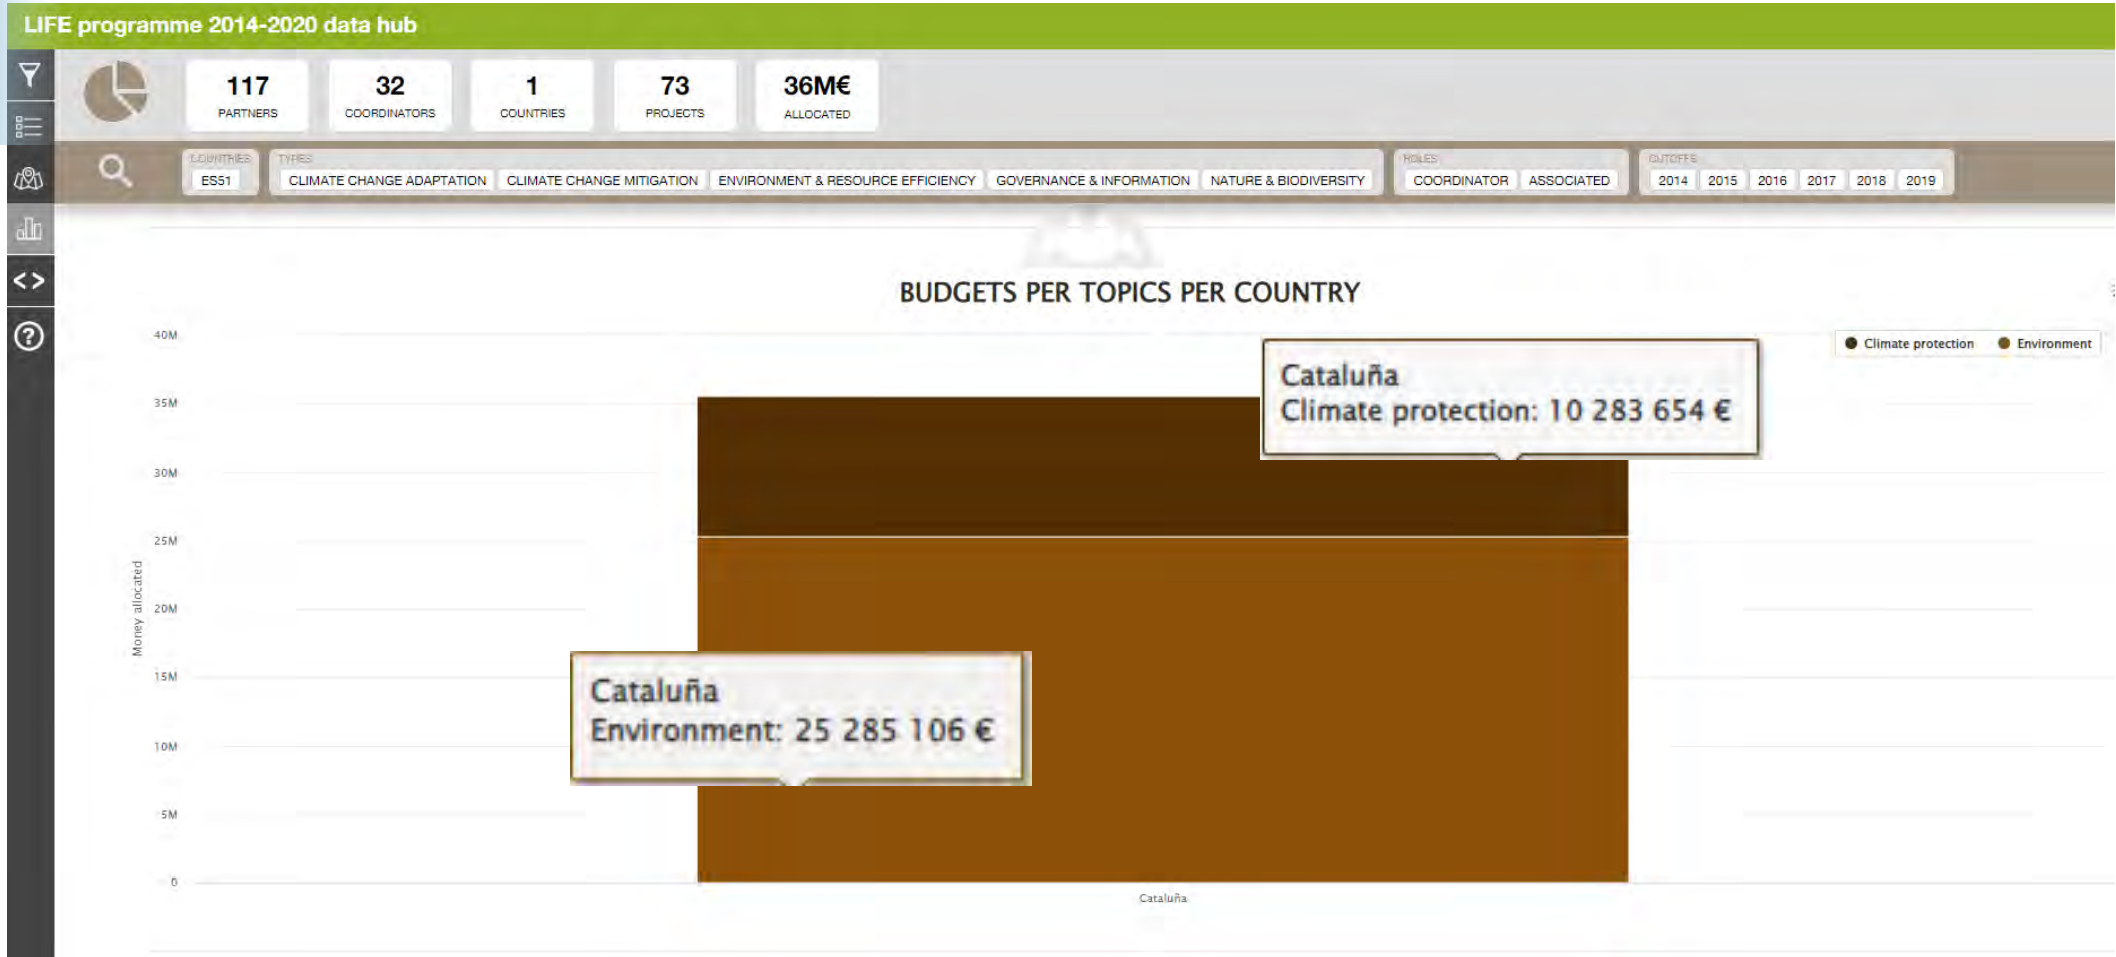 LIFE programme 2014-2020 data hub
117
PARTNERS
32
COORDINATORS
1
COUNTRIES
73
PROJECTS
36M€
ALLOCATED
COUNTRIES
ES51
TYPES
CLIMATE CHANGE ADAPTATION CLIMATE CHANGE MITIGATION ENVIRONMENT & RESOURCE EFFICIENCY GOVERNANCE & INFORMATION NATURE & BIODIVERSITY
ROLES
COORDINATOR ASSOCIATED
CUTOFFS
2014 2015 2016 2017 2018 2019
BUDGETS PER TOPICS PER COUNTRY
Climate protection Environment
Money allocated
40M
35M
30M
25M
20M
15M
10M
5M
0
Cataluña
Climate protection: 10 283 654 €
Cataluña
Environment: 25 285 106 €
Cataluña